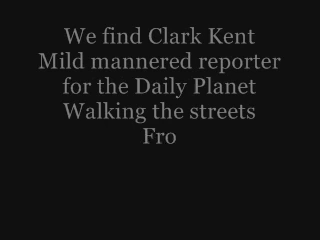 We find Clark Kent
Mild mannered reporter
for the Daily Planet
Walking the streets
Fro